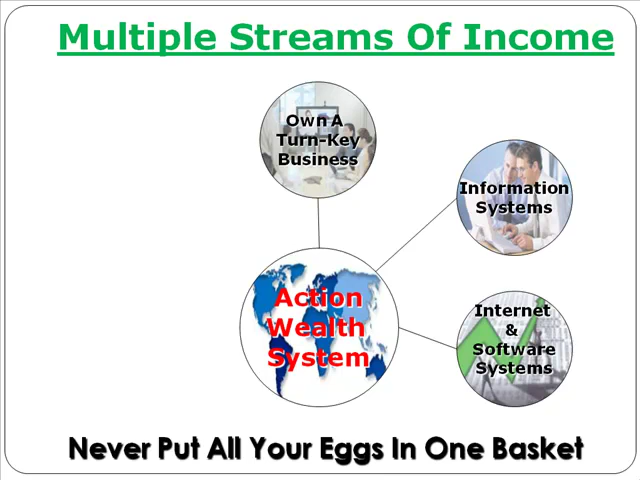 Multiple Streams Of Income
Own A
Turn-Key
Business
Information
Systems
Action
Wealth
System
Internet
&
Software
Systems
Never Put All Your Eggs In One Basket